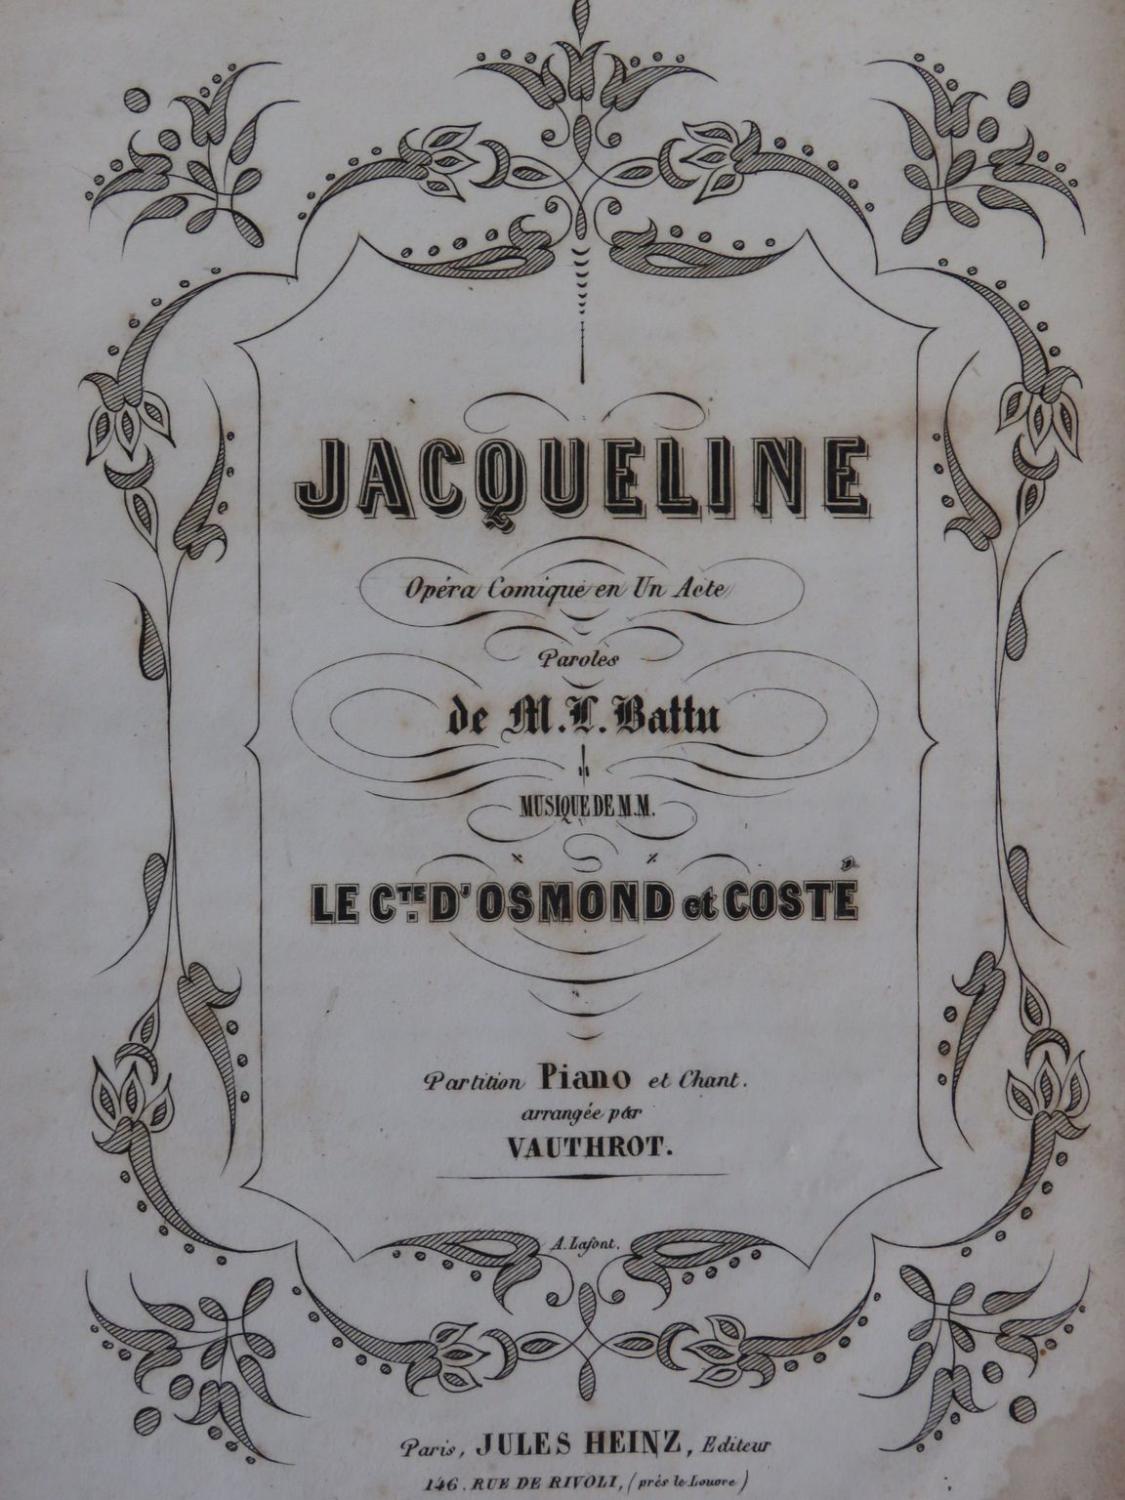 JACQUELINE
Opéra Comique en Un Acte
Paroles
de M. L. Battu
MUSIQUE DE M.M.
LE CTE. D'OSMOND et COSTÉ
Partition Piano et Chant.
arrangée par
VAUTHROT.
A. Lafont.
Paris, JULES HEINZ, Editeur
146. RUE DE RIVOLI, (près le Louvre)